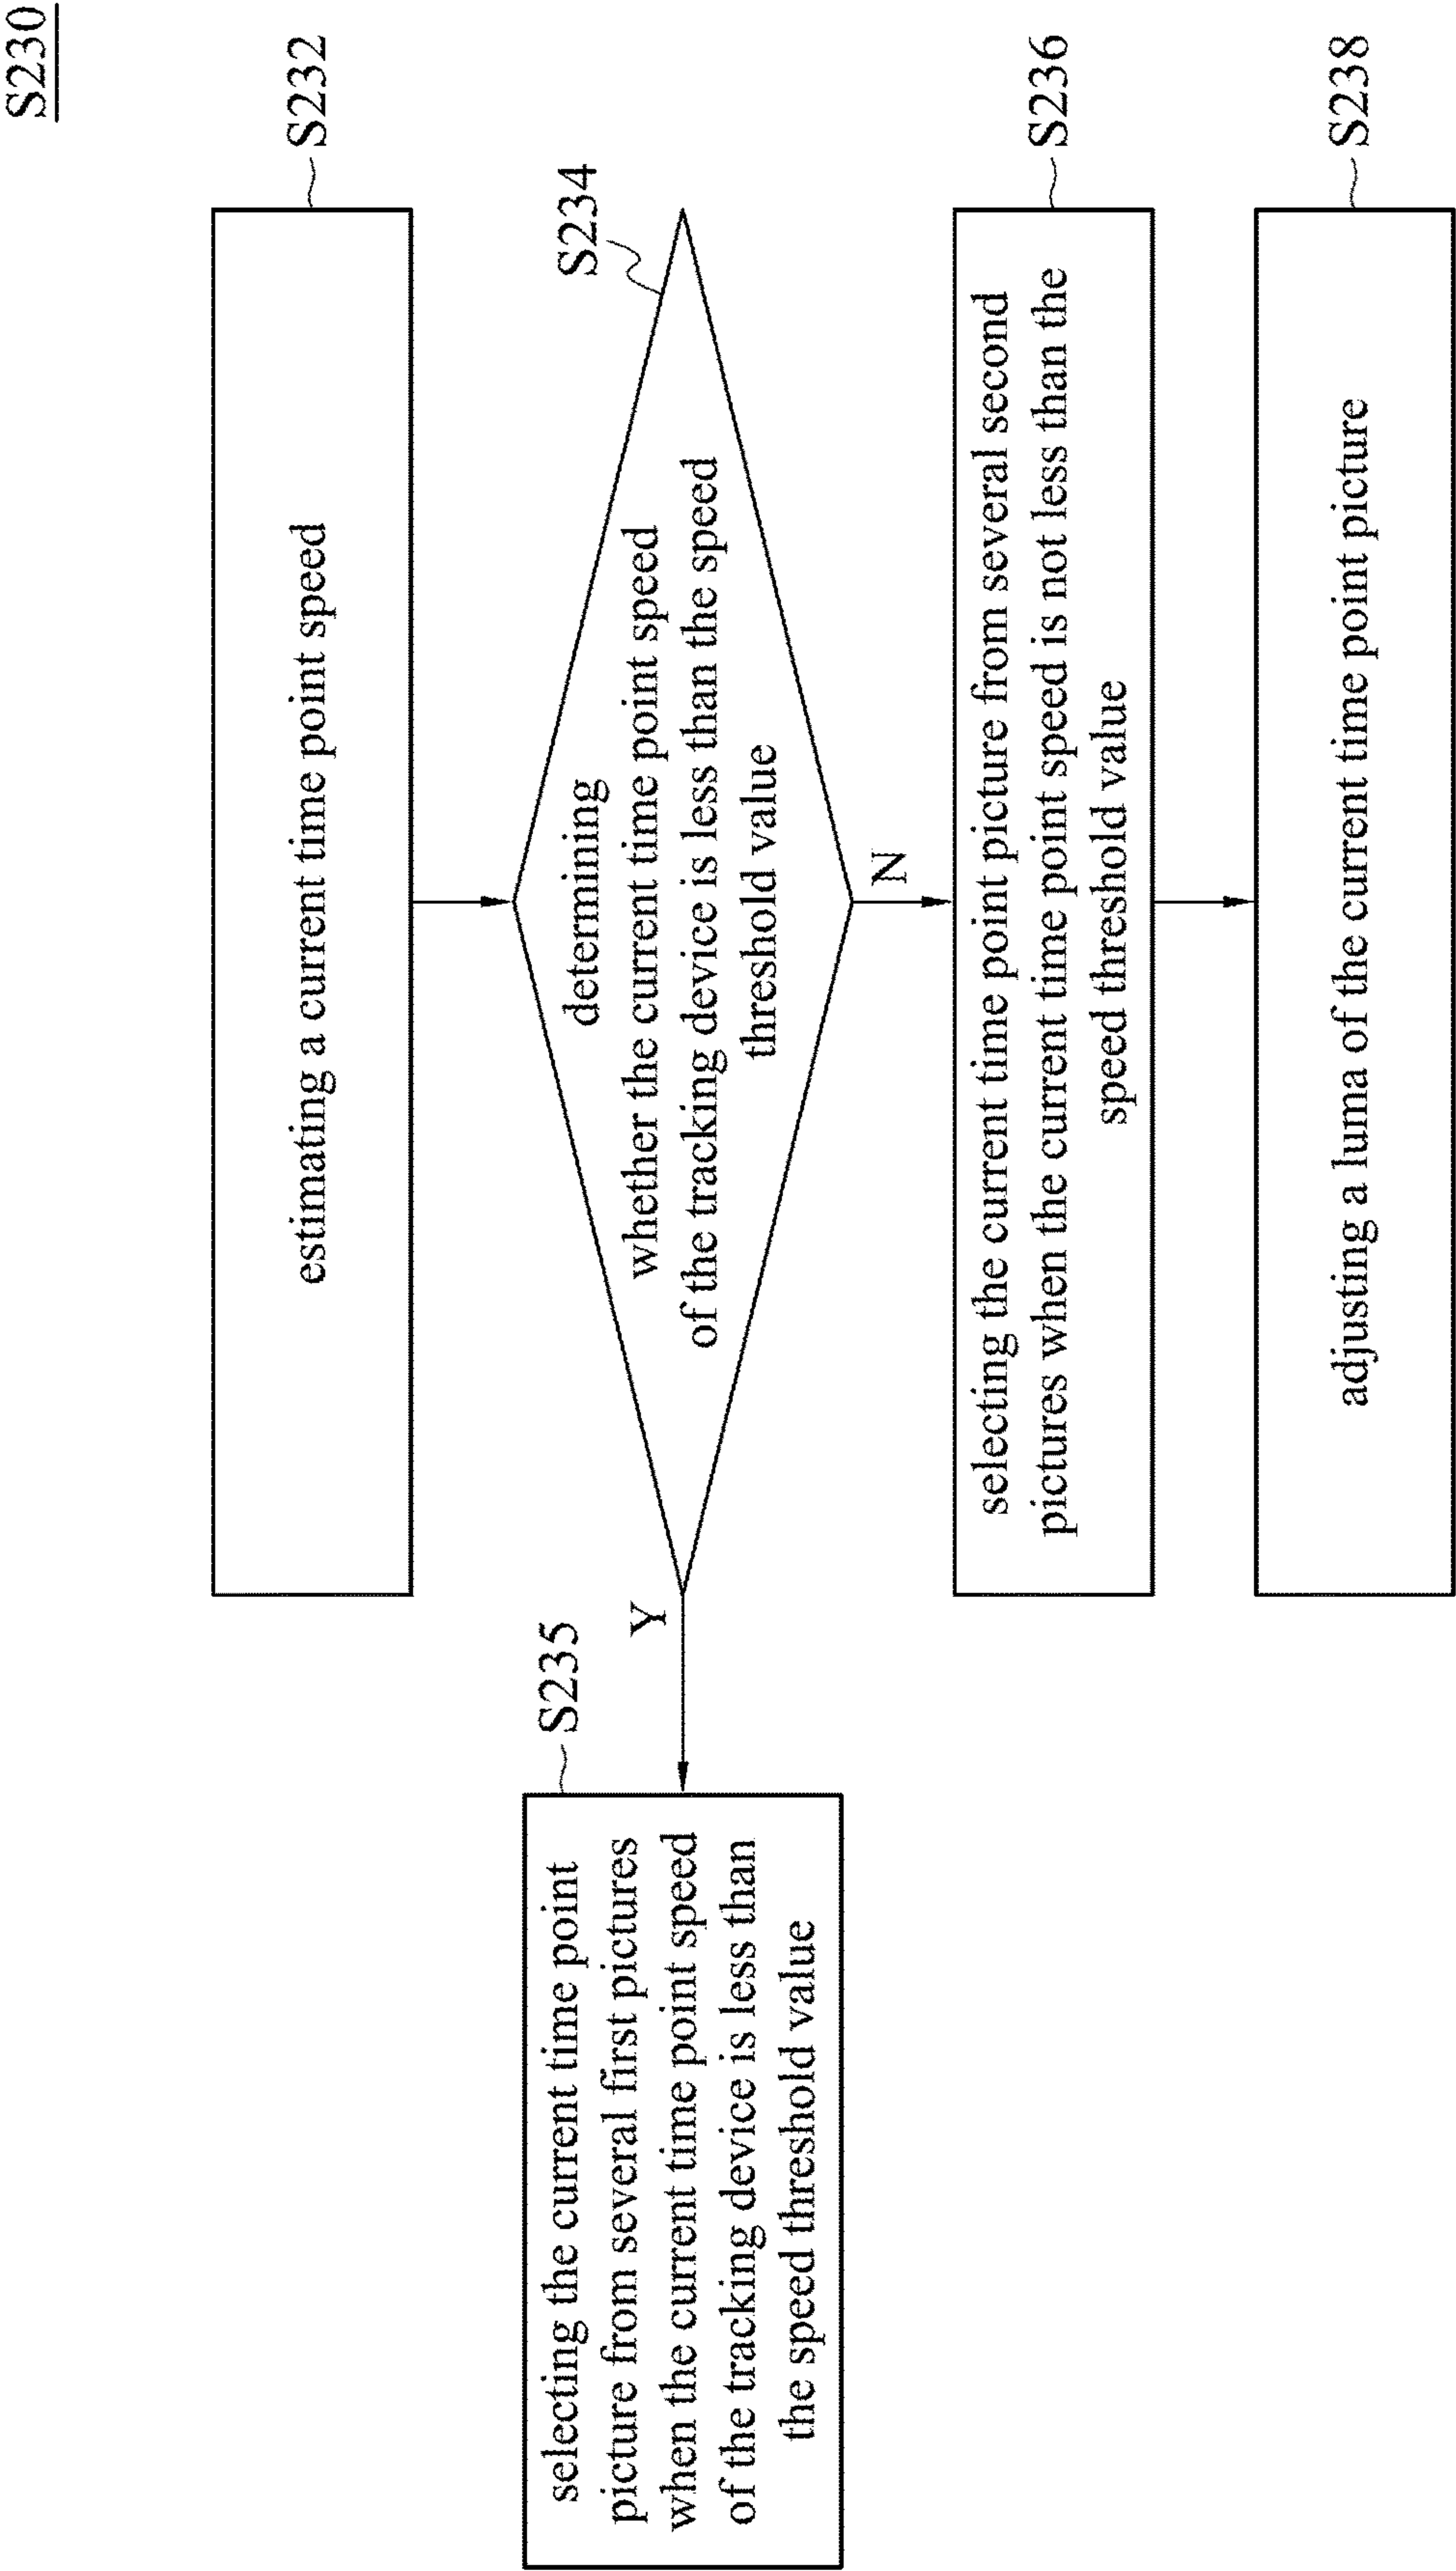 S230
S232
estimating a current time point speed
S234
determining
whether the current time point speed
of the tracking device is less than the speed
threshold value
Y
S235
selecting the current time point
picture from several first pictures
when the current time point speed
of the tracking device is less than
the speed threshold value
N
S236
selecting the current time point picture from several second
pictures when the current time point speed is not less than the
speed threshold value
S238
adjusting a luma of the current time point picture